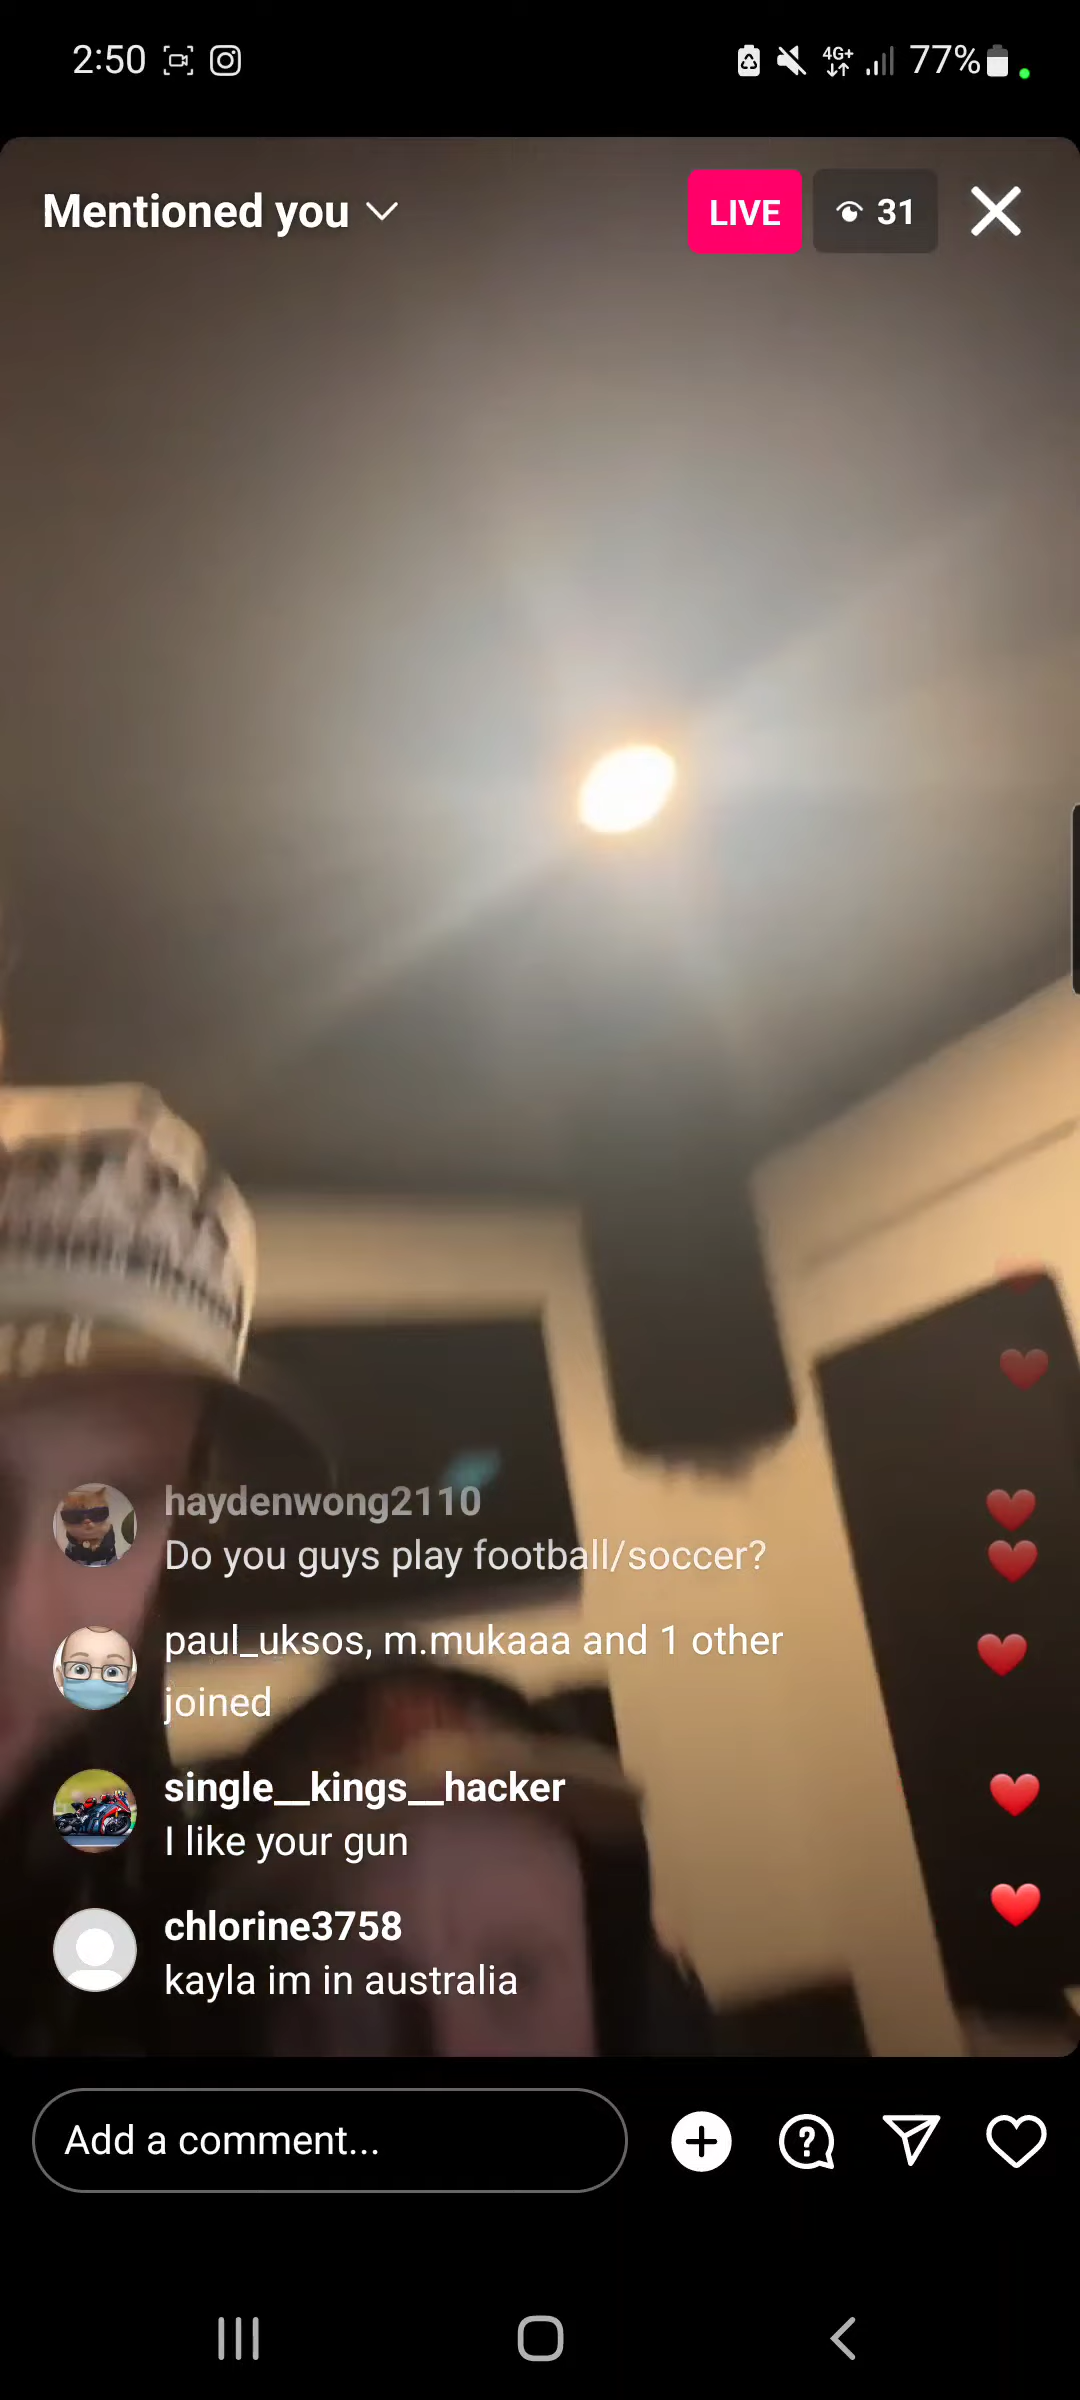 2:50
4G+
77%
Mentioned you
LIVE
31
haydenwong2110
Do you guys play football/soccer?
paul_uksos, m.mukaaa and 1 other
joined
single__kings__hacker
I like your gun
chlorine3758
kayla im in australia
Add a comment...